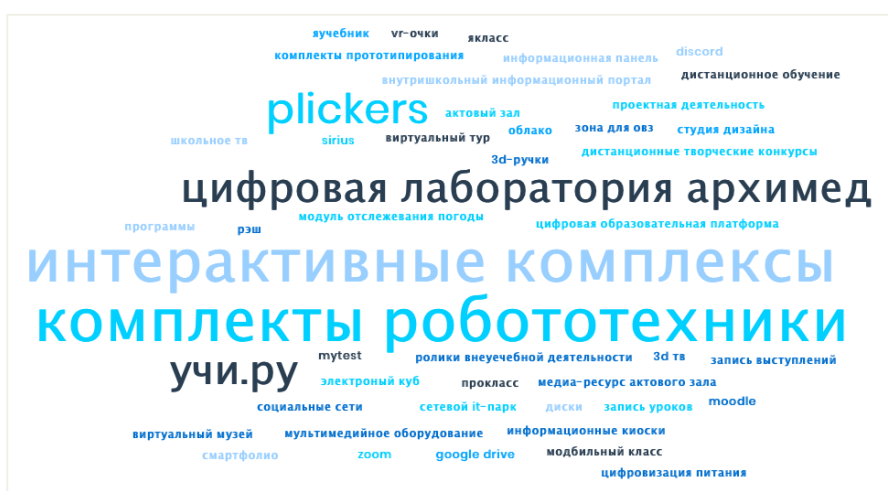 яучебник vr-очки якласс
комплекты прототипирования информационная панель discord
внутришкольный информационный портал дистанционное обучение
plickers актовый зал проектная деятельность
школьное тв sirius виртуальный тур облако зона для овз студия дизайна
3d-ручки дистанционные творческие конкурсы
цифровая лаборатория архимед
программы рэш модуль отслежевания погоды цифровая образовательная платформа
интерактивные комплексы
комплекты робототехники
учи.ру mytest ролики внеучебной деятельности 3d тв запись выступлений
электроный куб прокласс медиа-ресурс актового зала
социальные сети сетевой it-парк диски запись уроков moodle
виртуальный музей мультимедийное оборудование информационные киоски
смартфолио zoom google drive модбильный класс
цифровизация питания